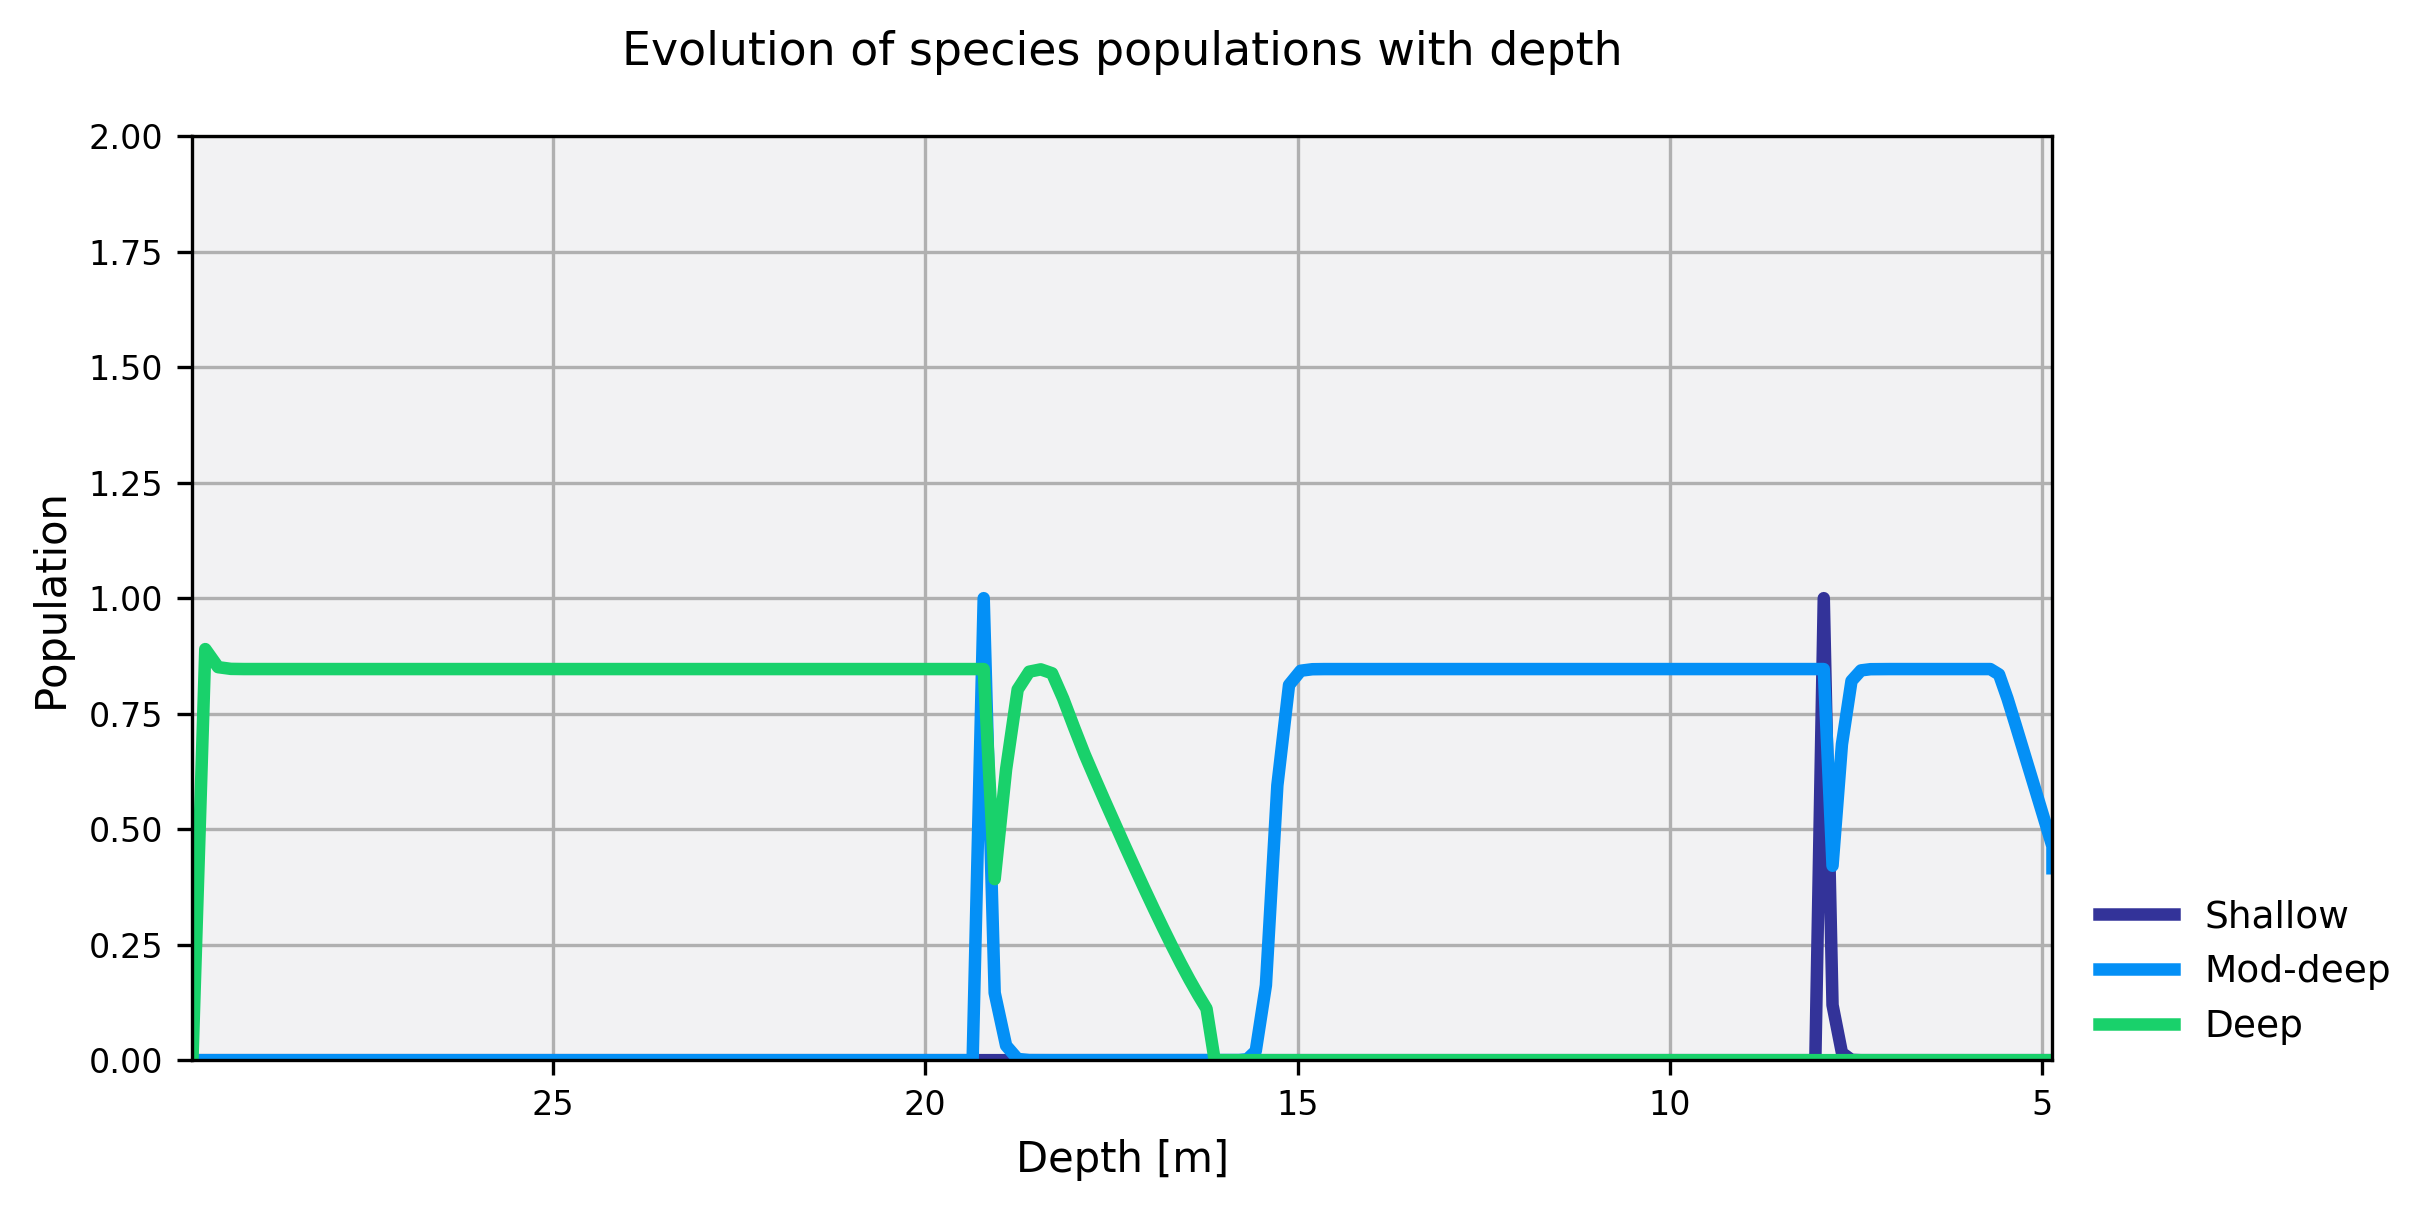 Evolution of species populations with depth
2.00
1.75
1.50
1.25
1.00
0.75
0.50
0.25
0.00
Population
25 20 15 10 5
Depth [m]
Shallow
Mod-deep
Deep